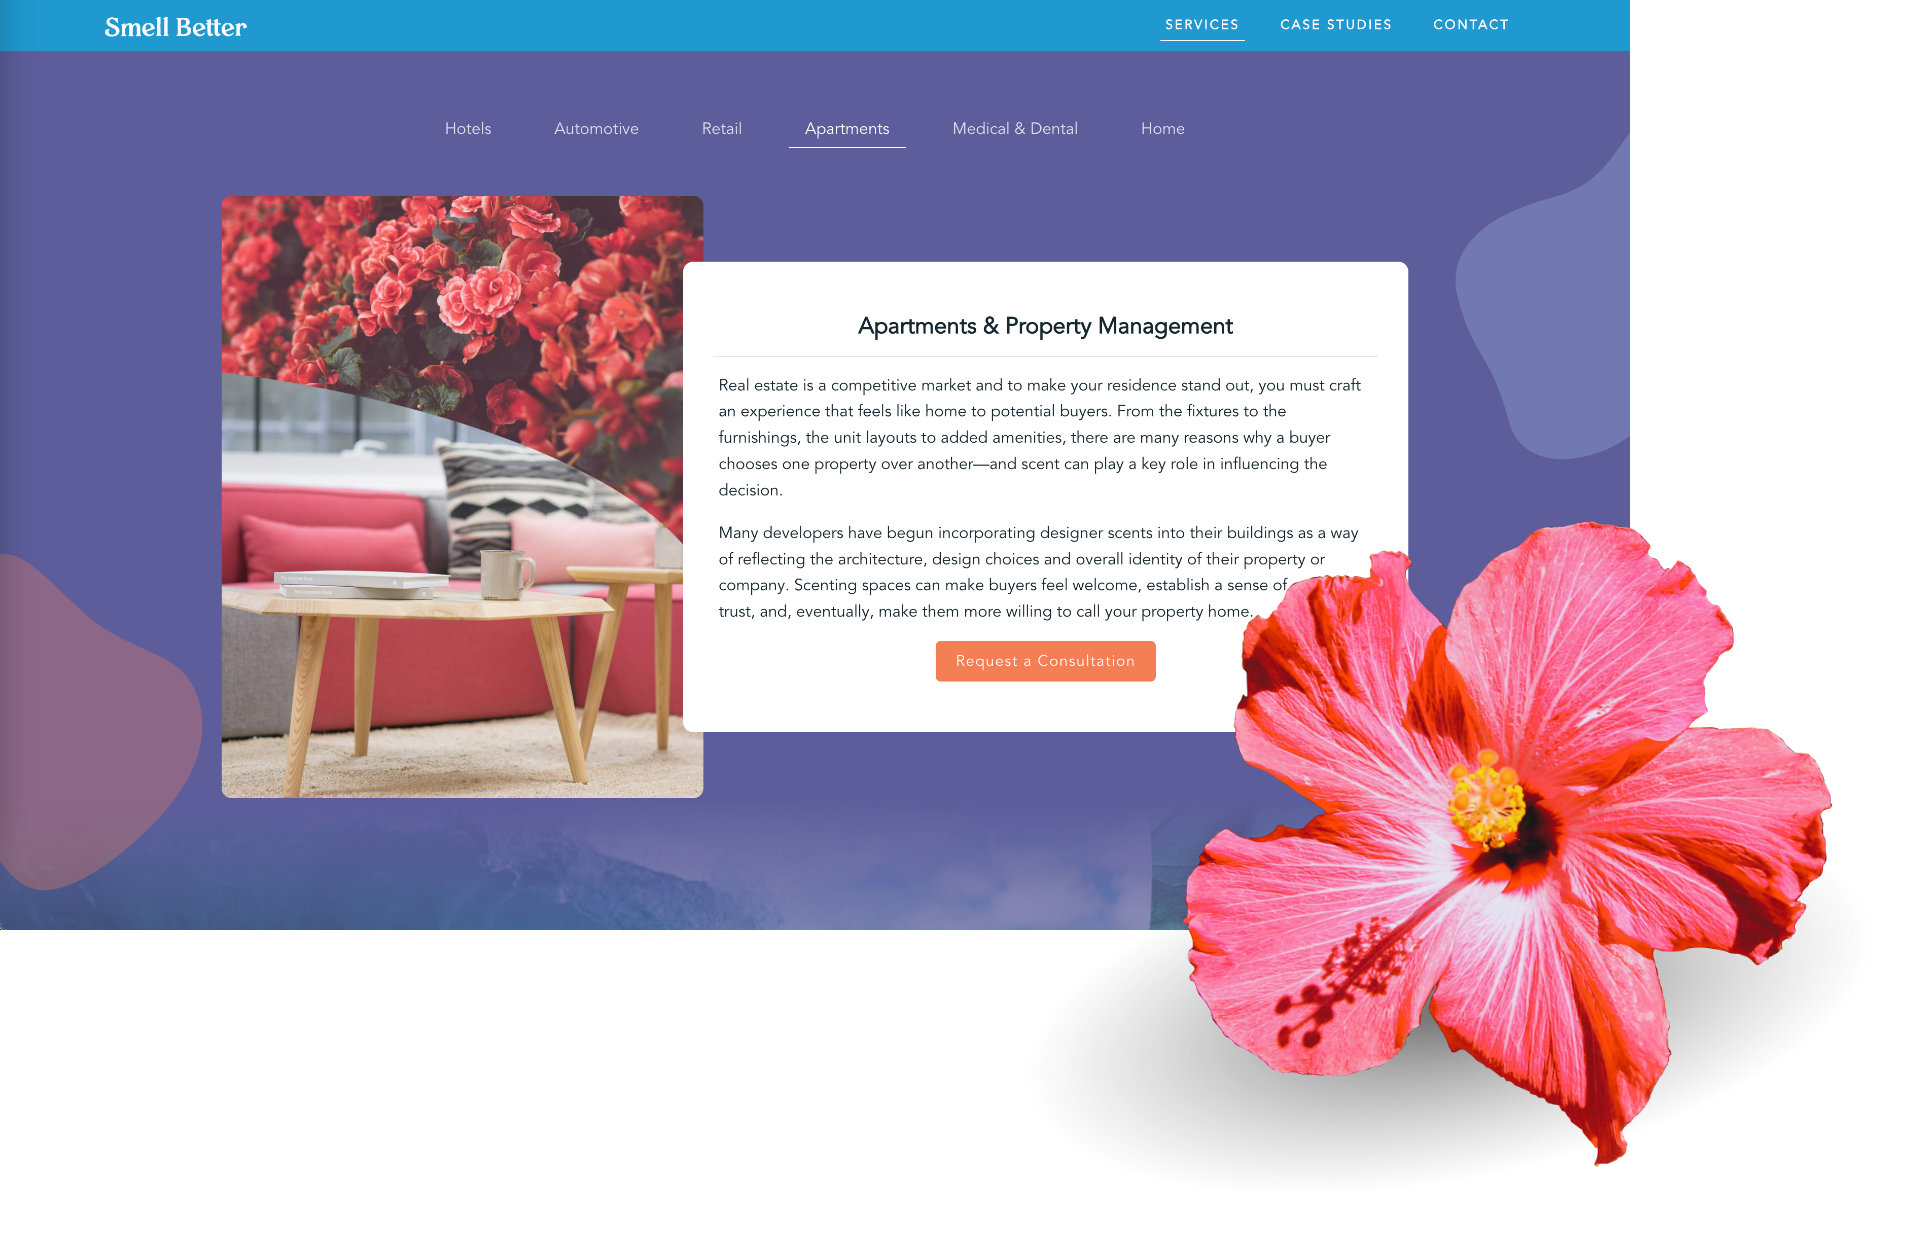 Smell Better
SERVICES
CASE STUDIES
CONTACT
Hotels
Automotive
Retail
Apartments
Medical & Dental
Home
Apartments & Property Management
Real estate is a competitive market and to make your residence stand out, you must craft
an experience that feels like home to potential buyers. From the fixtures to the
furnishings, the unit layouts to added amenities, there are many reasons why a buyer
chooses one property over another—and scent can play a key role in influencing the
decision.
Many developers have begun incorporating designer scents into their buildings as a way
of reflecting the architecture, design choices and overall identity of their property or
company. Scenting spaces can make buyers feel welcome, establish a sense of
trust, and, eventually, make them more willing to call your property home.
Request a Consultation